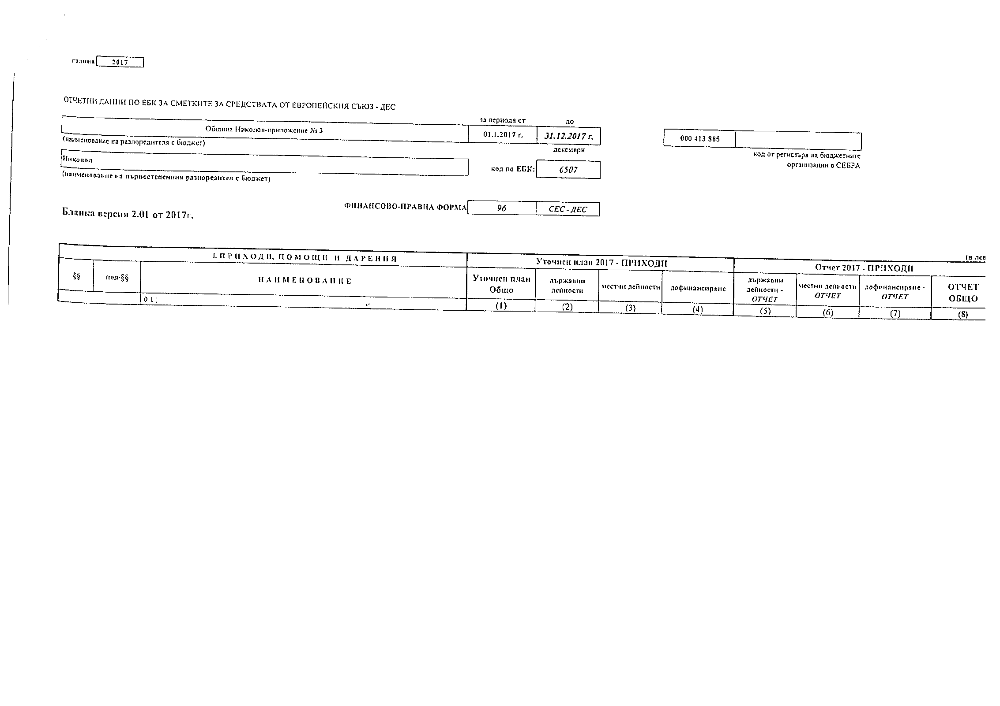 година 2017
ОТЧЕТНИ ДАННИ ПО ЕБК ЗА СМЕТКИТЕ ЗА СРЕДСТВАТА ОТ ЕВРОПЕЙСКИЯ СЪЮЗ - ДЕС
за периода от до
Община Никопол-приложение № 3 01.1.2017 г. 31.12.2017 г. 000 413 885
(наименование на разпоредителя с бюджет) декември
код от регистъра на бюджетните
организации в СЕБРА
Никопол код по ЕБК: 6507
(наименование на първостепенния разпоредител с бюджет)
ФИНАНСОВО-ПРАВНА ФОРМА 96 СЕС - ДЕС
Бланка версия 2.01 от 2017г.
(в лев
I. П Р И Х О Д И, П О М О Щ И И Д А Р Е Н И Я Уточнен план 2017 - ПРИХОДИ Отчет 2017 - ПРИХОДИ
§§ под-§§ Н А И М Е Н О В А Н И Е Уточнен план Общо държавни дейности местни дейности дофинансиране държавни дейности - ОТЧЕТ местни дейности ОТЧЕТ дофинансиране - ОТЧЕТ ОТЧЕТ ОБЩО
0 1 ; (1) (2) (3) (4) (5) (6) (7) (8)